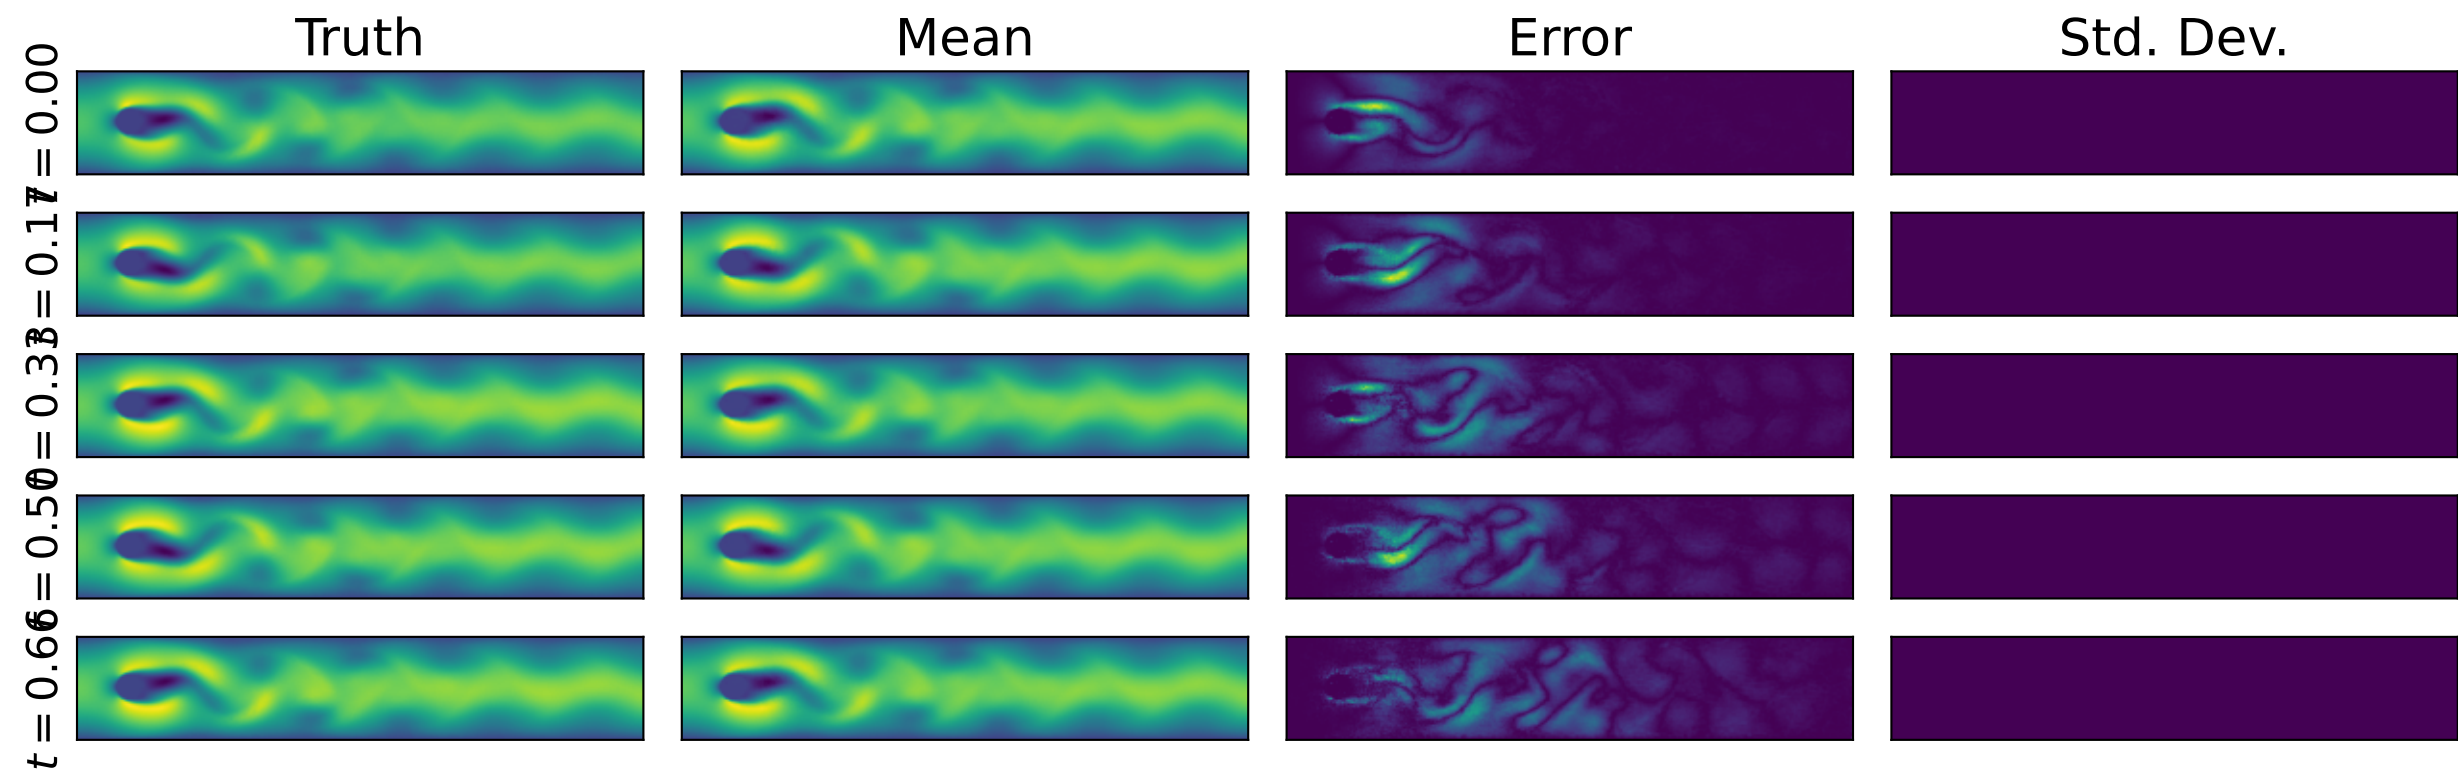 Truth
Mean
Error
Std. Dev.
t = 0.00
t = 0.17
t = 0.33
t = 0.50
t = 0.66